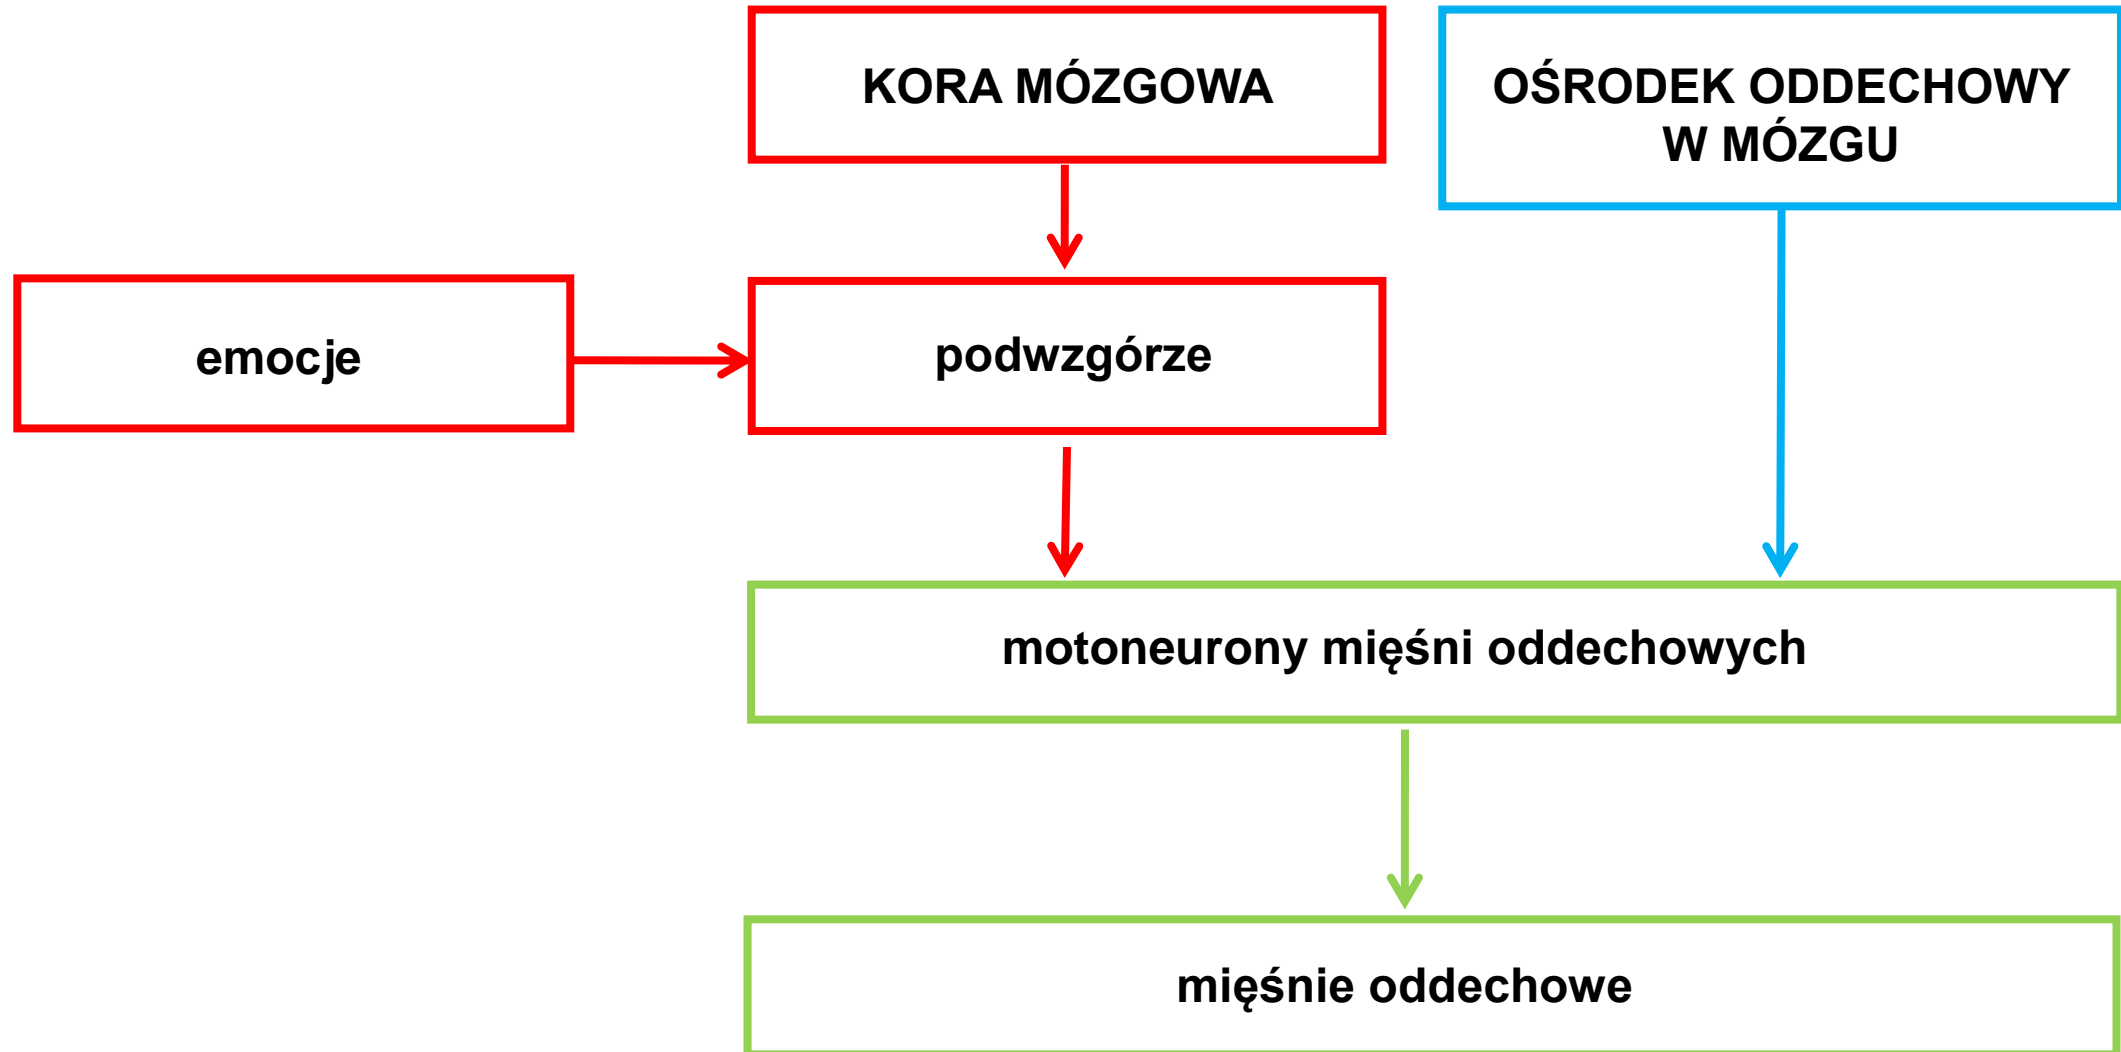 KORA MÓZGOWA
OŚRODEK ODDECHOWY
W MÓZGU
emocje
podwzgórze
motoneurony mięśni oddechowych
mięśnie oddechowe